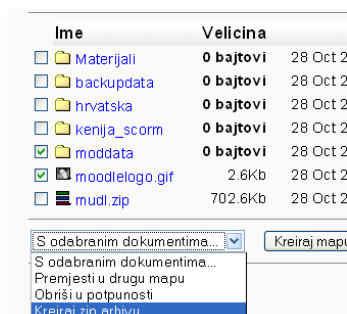 Ime Velicina
Materijali 0 bajtovi 28 Oct 2
backupdata 0 bajtovi 28 Oct 2
hrvatska 0 bajtovi 28 Oct 2
kenija_scorm 0 bajtovi 28 Oct 2
moddata 0 bajtovi 28 Oct 2
moodlelogo.gif 2.6Kb 28 Oct 2
mudl.zip 702.6Kb 28 Oct 2
S odabranim dokumentima... Kreiraj mapu
S odabranim dokumentima...
Premjesti u drugu mapu
Obriši u potpunosti
Kreiraj zip arhivu